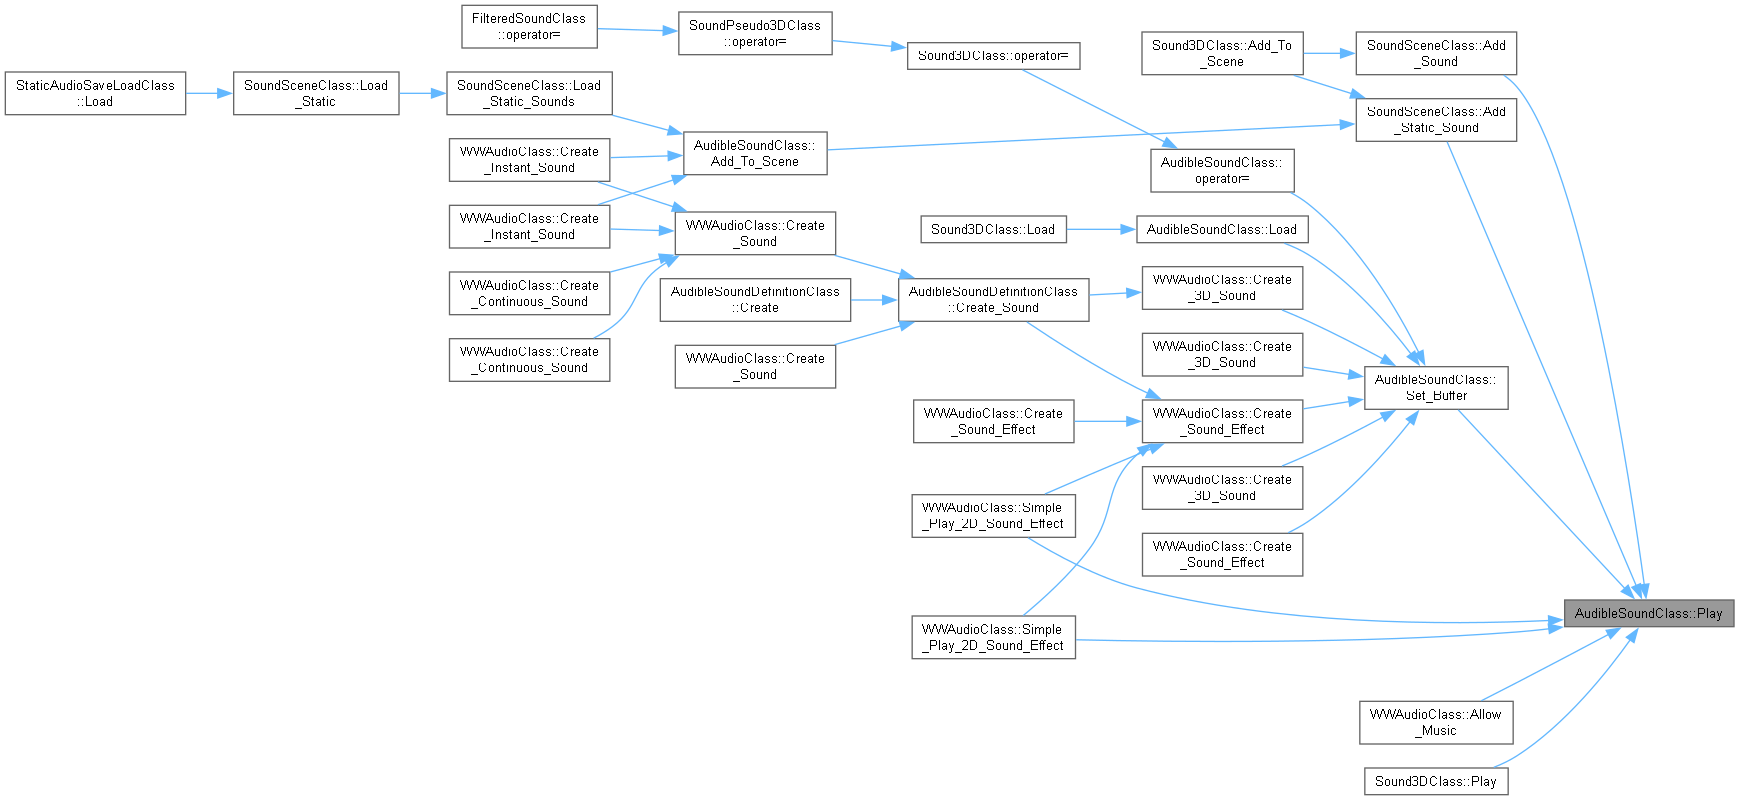 FilteredSoundClass
::operator=
SoundPseudo3DClass
::operator=
Sound3DClass::operator=
Sound3DClass::Add_To
_Scene
SoundSceneClass::Add
_Sound
StaticAudioSaveLoadClass
::Load
SoundSceneClass::Load
_Static
SoundSceneClass::Load
_Static_Sounds
SoundSceneClass::Add
_Static_Sound
AudibleSoundClass::
Add_To_Scene
WWAudioClass::Create
_Instant_Sound
AudibleSoundClass::
operator=
WWAudioClass::Create
_Instant_Sound
WWAudioClass::Create
_Sound
Sound3DClass::Load
AudibleSoundClass::Load
WWAudioClass::Create
_Continuous_Sound
AudibleSoundDefinitionClass
::Create
AudibleSoundDefinitionClass
::Create_Sound
WWAudioClass::Create
_3D_Sound
WWAudioClass::Create
_Continuous_Sound
WWAudioClass::Create
_Sound
WWAudioClass::Create
_3D_Sound
AudibleSoundClass::
Set_Buffer
WWAudioClass::Create
_Sound_Effect
WWAudioClass::Create
_Sound_Effect
WWAudioClass::Create
_3D_Sound
WWAudioClass::Simple
_Play_2D_Sound_Effect
WWAudioClass::Create
_Sound_Effect
AudibleSoundClass::Play
WWAudioClass::Simple
_Play_2D_Sound_Effect
WWAudioClass::Allow
_Music
Sound3DClass::Play